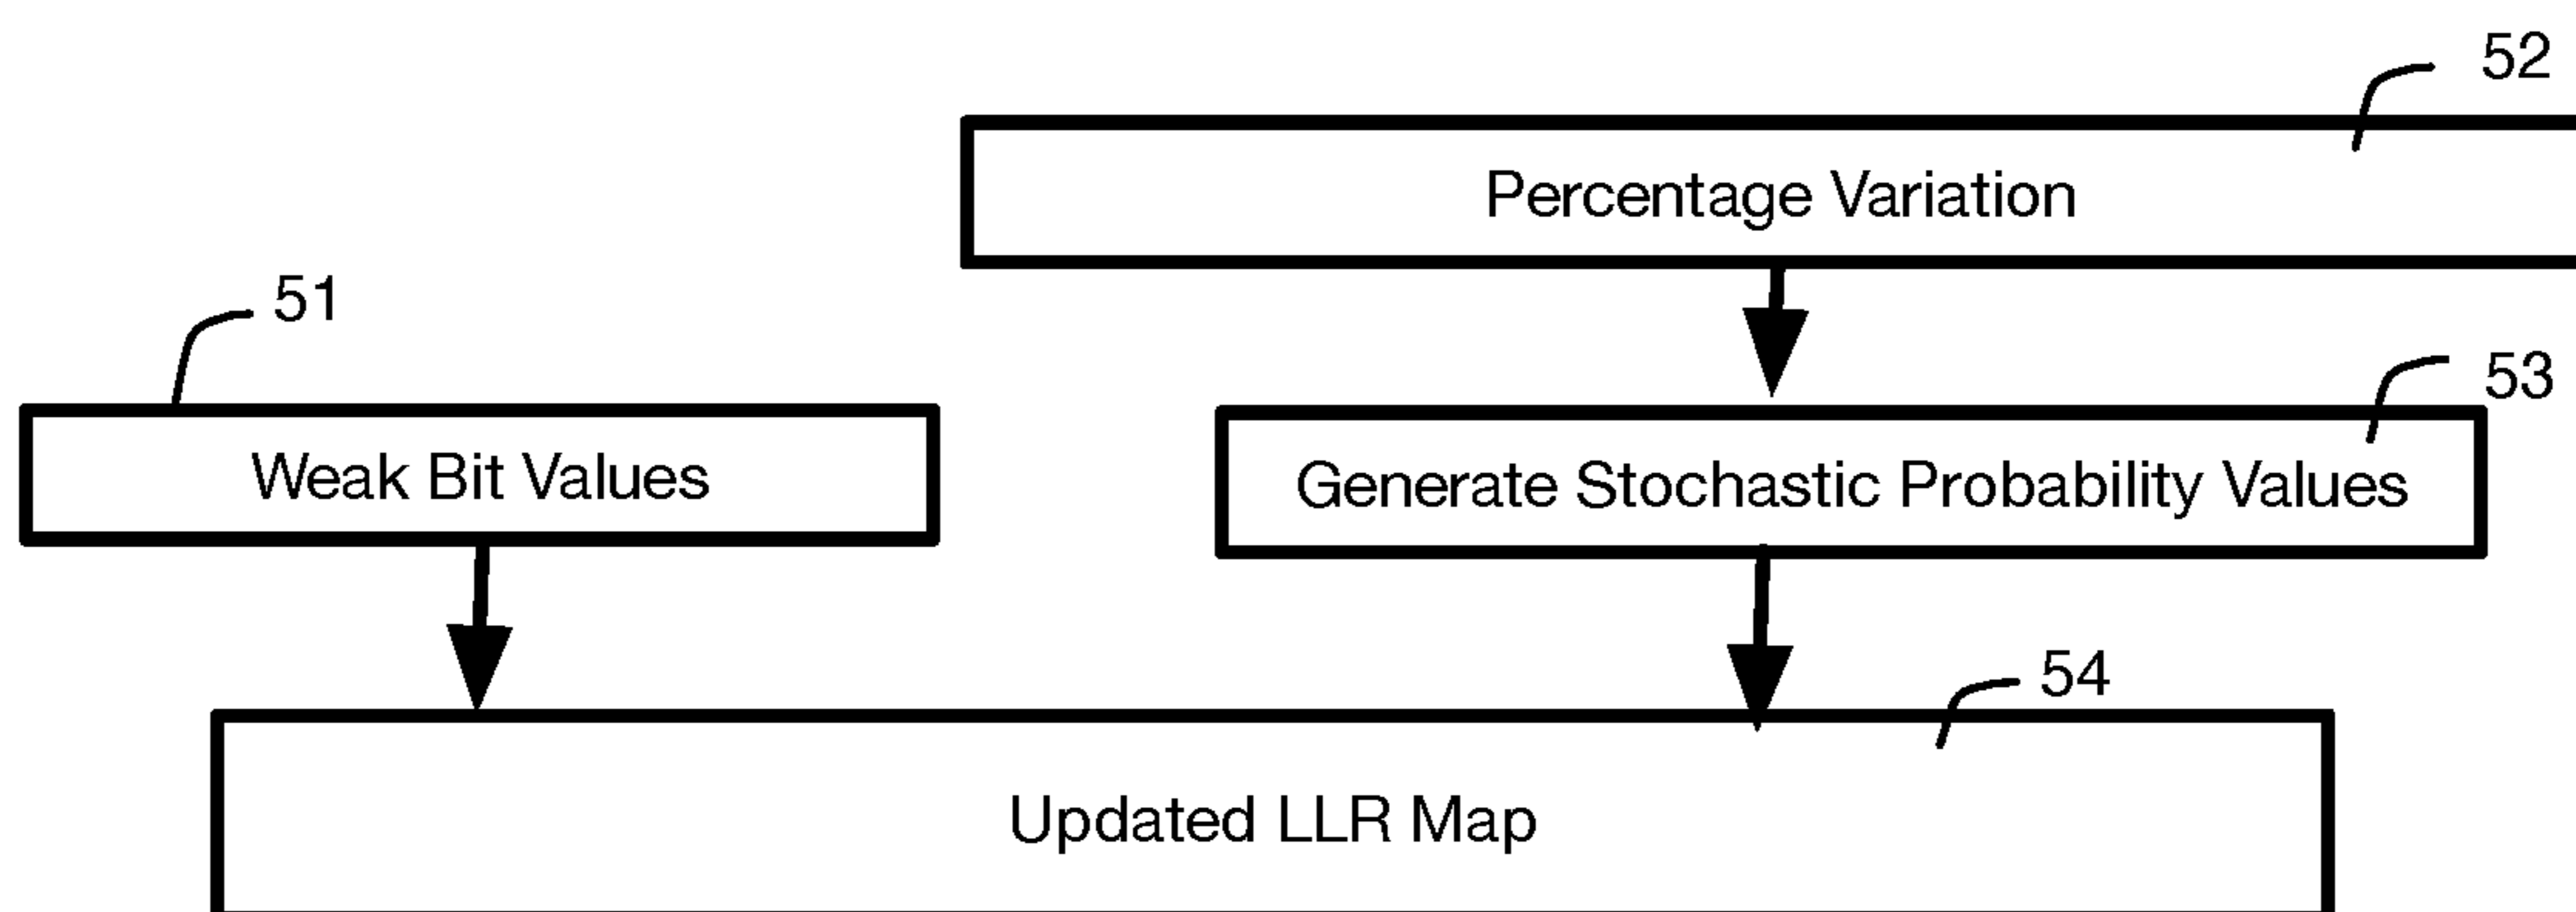 52
Percentage Variation
51
53
Weak Bit Values
Generate Stochastic Probability Values
54
Updated LLR Map